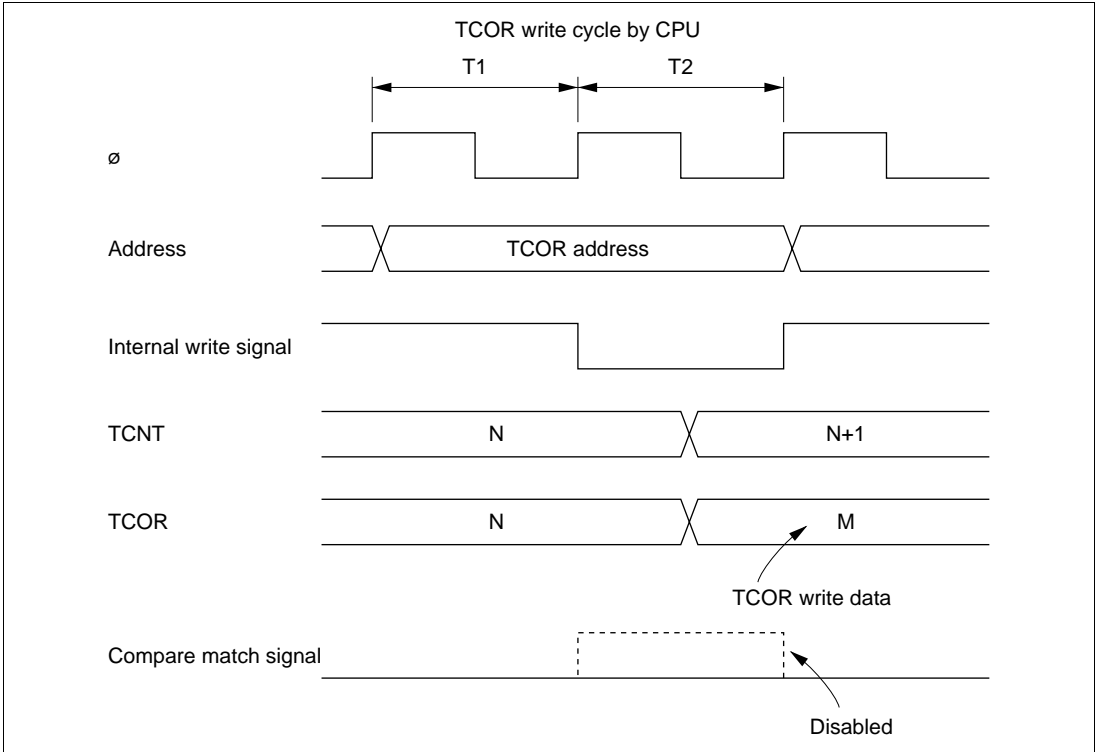 TCOR write cycle by CPU
T1 T2
ø
Address TCOR address
Internal write signal
TCNT N N+1
TCOR N M
TCOR write data
Compare match signal
Disabled